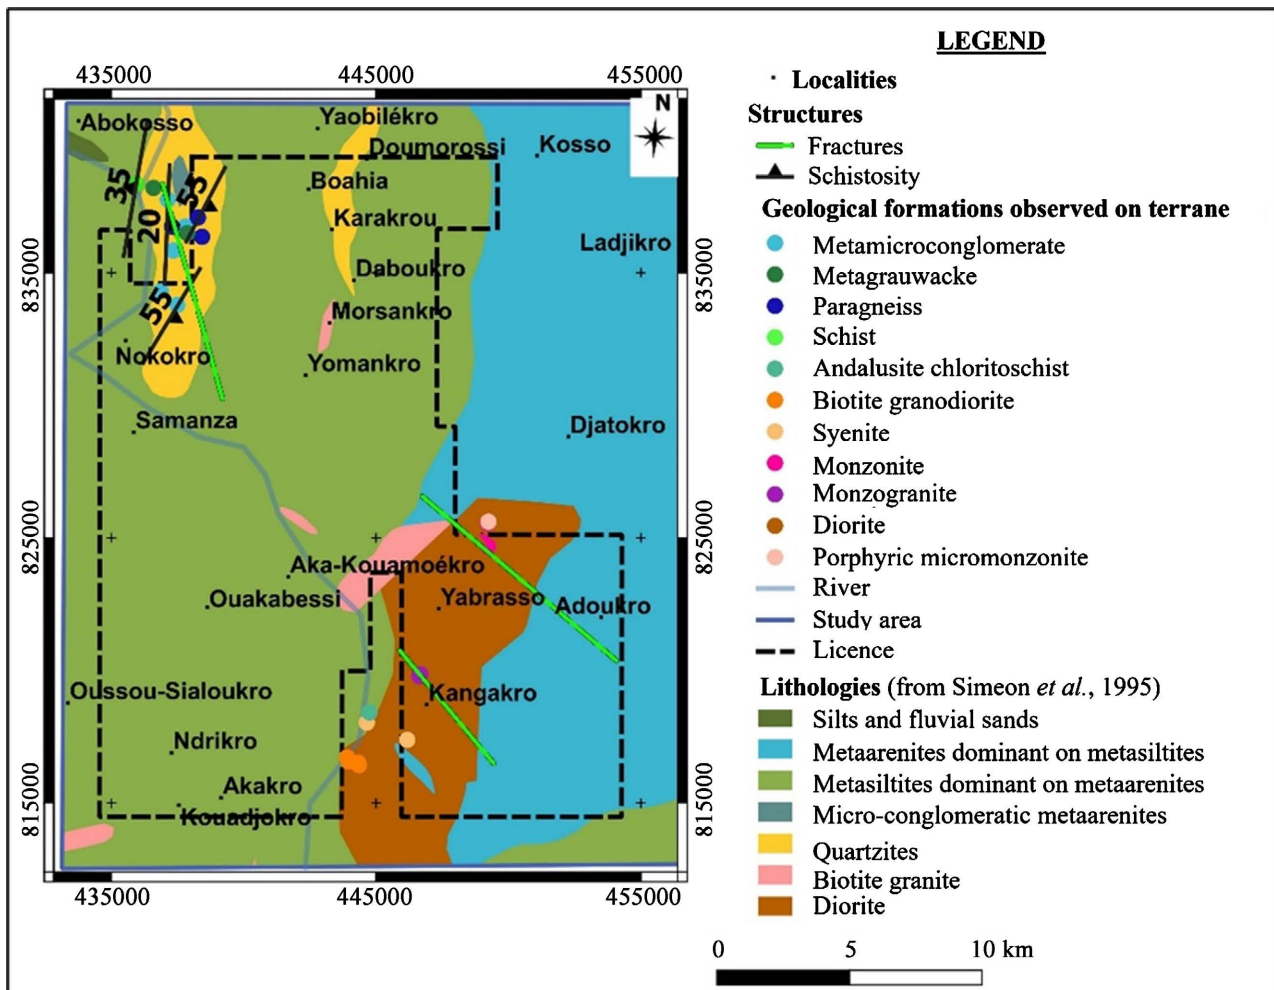 LEGEND
435000 445000 455000
N
835000
825000
815000
835000
825000
815000
Abokosso
Yaobilékro
Doumorossi
Kosso
Boahia
Karakrou
Ladjikro
Daboukro
Morsankro
Nokokro
Yomankro
Samanza
Djatokro
Aka-Kouamoékro
Ouakabessi
Yabrasso
Adoukro
Oussou-Sialoukro
Kangakro
Ndrikro
Akakro
Kouadjokro
35
55
20
55
435000 445000 455000
Localities
Structures
Fractures
Schistosity
Geological formations observed on terrane
Metamicroconglomerate
Metagrauwacke
Paragneiss
Schist
Andalusite chloritoschist
Biotite granodiorite
Syenite
Monzonite
Monzogranite
Diorite
Porphyric micromonzonite
River
Study area
Licence
Lithologies (from Simeon et al., 1995)
Silts and fluvial sands
Metaarenites dominant on metasiltites
Metasiltites dominant on metaarenites
Micro-conglomeratic metaarenites
Quartzites
Biotite granite
Diorite
0 5 10 km